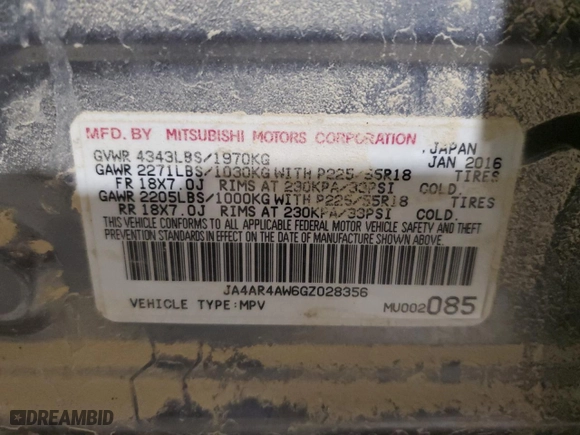 MFD. BY MITSUBISHI MOTORS CORPORATION
JAPAN
GVWR 4343LBS/1970KG JAN 2016
GAWR 2271LBS/1030KG WITH P225/55R18 TIRES
FR 18X7.0J RIMS AT 230KPA/33PSI COLD.
GAWR 2205LBS/1000KG WITH P225/55R18 TIRES
RR 18X7.0J RIMS AT 230KPA/33PSI COLD.
THIS VEHICLE CONFORMS TO ALL APPLICABLE FEDERAL MOTOR VEHICLE SAFETY, BUMPER, AND THEFT
PREVENTION STANDARDS IN EFFECT ON THE DATE OF MANUFACTURE SHOWN ABOVE.
JA4AR4AW6GZ028356
VEHICLE TYPE:MPV MU002085
DREAMBID